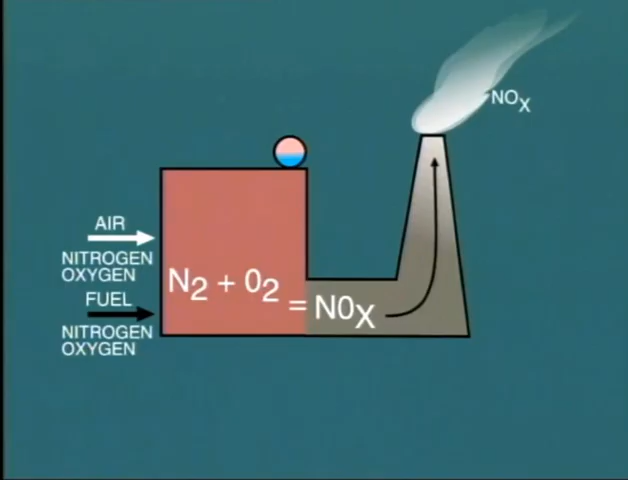 NOX
AIR
NITROGEN
OXYGEN
FUEL
NITROGEN
OXYGEN
N2 + 02
= N0X